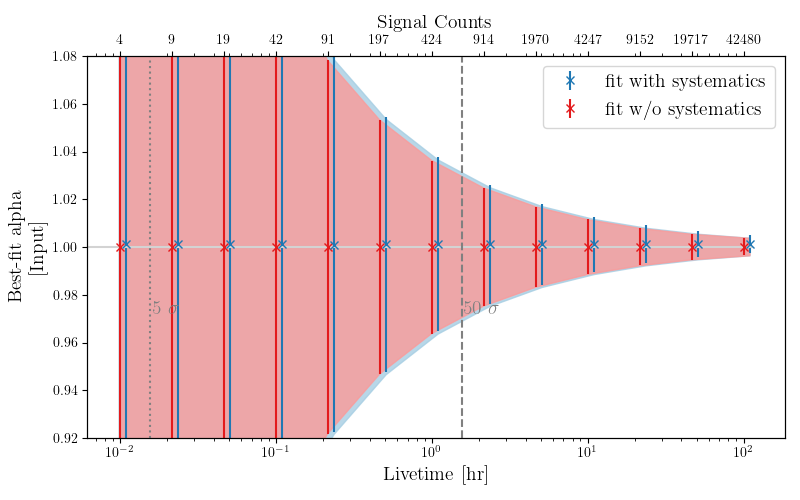 Signal Counts
4 9 19 42 91 197 424 914 1970 4247 9152 19717 42480
1.08
1.06
1.04
1.02
1.00
0.98
0.96
0.94
0.92
Best-fit alpha
[Input]
fit with systematics
fit w/o systematics
5 σ
50 σ
10⁻² 10⁻¹ 10⁰ 10¹ 10²
Livetime [hr]